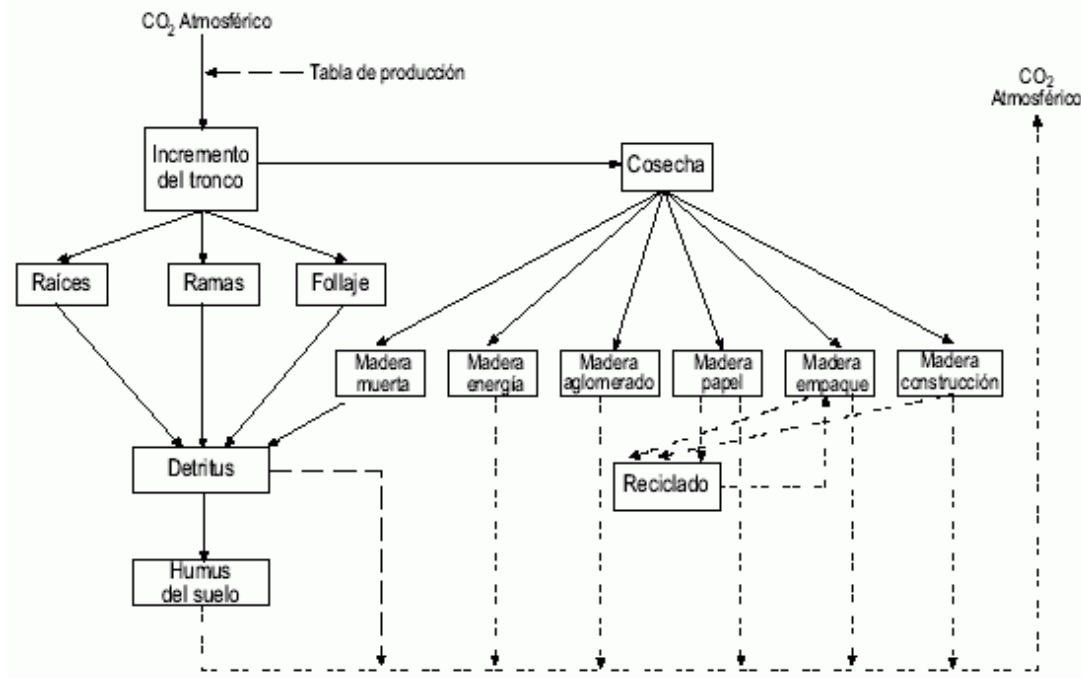 CO2 Atmosférico
Tabla de producción
CO2
Atmosférico
Incremento
del tronco
Cosecha
Raíces
Ramas
Follaje
Madera
muerta
Madera
energía
Madera
aglomerado
Madera
papel
Madera
empaque
Madera
construcción
Detritus
Reciclado
Humus
del suelo